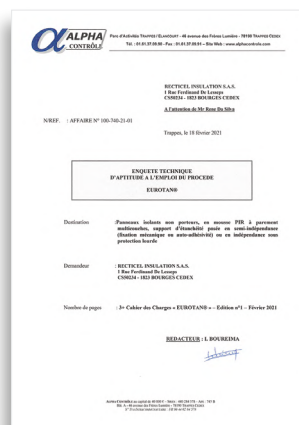 ALPHA
CONTRÔLE
Parc d'Activités TRAPPES / ELANCOURT - 46 avenue des Frères Lumière - 78190 TRAPPES CEDEX
Tél. : 01.61.37.09.90 - Fax : 01.61.37.09.91 - Site Web : www.alphacontrole.com
RECTICEL INSULATION S.A.S.
1 Rue Ferdinand De Lesseps
CS50234 - 1823 BOURGES CEDEX
A l'attention de Mr Rene Da Silva
N/REF. : AFFAIRE N° 100-740-21-01
Trappes, le 18 février 2021
ENQUETE TECHNIQUE
D'APTITUDE A L'EMPLOI DU PROCEDE
EUROTAN®
Destination :Panneaux isolants non porteurs, en mousse PIR à parement
multicouches, support d'étanchéité posée en semi-indépendance
(fixation mécanique ou auto-adhésivité) ou en indépendance sous
protection lourde
Demandeur : RECTICEL INSULATION S.A.S.
1 Rue Ferdinand De Lesseps
CS50234 - 1823 BOURGES CEDEX
Nombre de pages : 3+ Cahier des Charges « EUROTAN® » - Edition n°1 – Février 2021
REDACTEUR : I. BOUREIMA